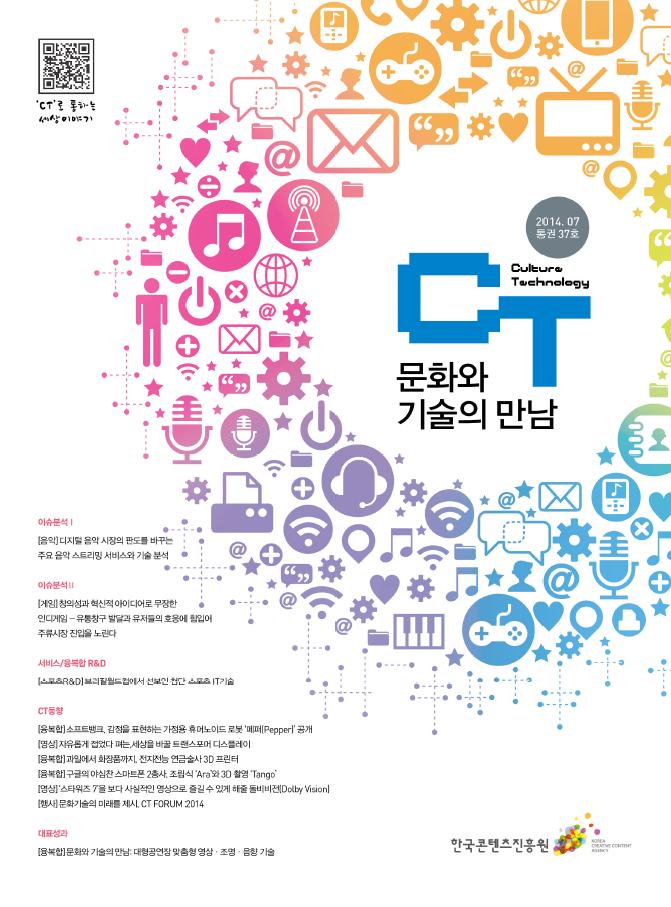 'CT'로 통하는
세상이야기
2014. 07
통권 37호
CT
Culture
Technology
문화와
기술의 만남
이슈분석 I
[음악] 디지털 음악 시장의 판도를 바꾸는
주요 음악 스트리밍 서비스와 기술 분석
이슈분석 II
[게임] 창의성과 혁신적 아이디어로 무장한
인디게임 – 유통창구 발달과 유저들의 호응에 힘입어
주류시장 진입을 노린다
서비스/융복합 R&D
[스포츠R&D] 브라질월드컵에서 선보인 첨단 스포츠 IT기술
CT동향
[융복합] 소프트뱅크, 감정을 표현하는 가정용 휴머노이드 로봇 '페퍼(Pepper)' 공개
[영상] 자유롭게 접었다 펴는,세상을 바꿀 트랜스포머 디스플레이
[융복합] 과일에서 화장품까지, 전지전능 연금술사 3D 프린터
[융복합] 구글의 야심찬 스마트폰 2총사, 조립식 'Ara'와 3D 촬영 'Tango'
[영상] '스타워즈 7'을 보다 사실적인 영상으로 즐길 수 있게 해줄 돌비비전(Dolby Vision)
[행사] 문화기술의 미래를 제시, CT FORUM 2014
대표성과
[융복합] 문화와 기술의 만남: 대형공연장 맞춤형 영상 · 조명 · 음향 기술
한국콘텐츠진흥원
KOREA
CREATIVE CONTENT
AGENCY